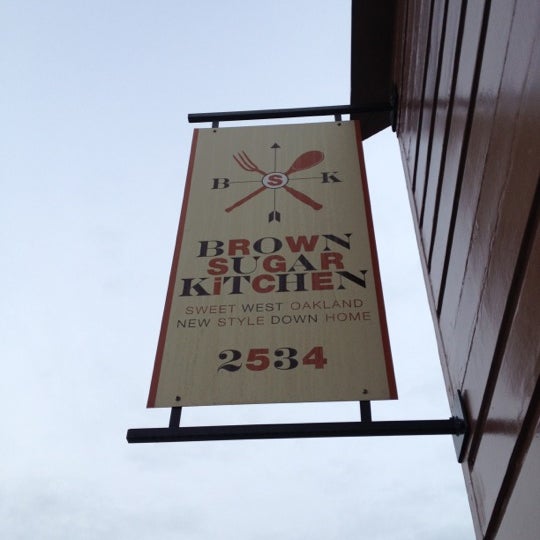 B S K
BROWN
SUGAR
KiTCHEN
SWEET WEST OAKLAND
NEW STYLE DOWN HOME
2534